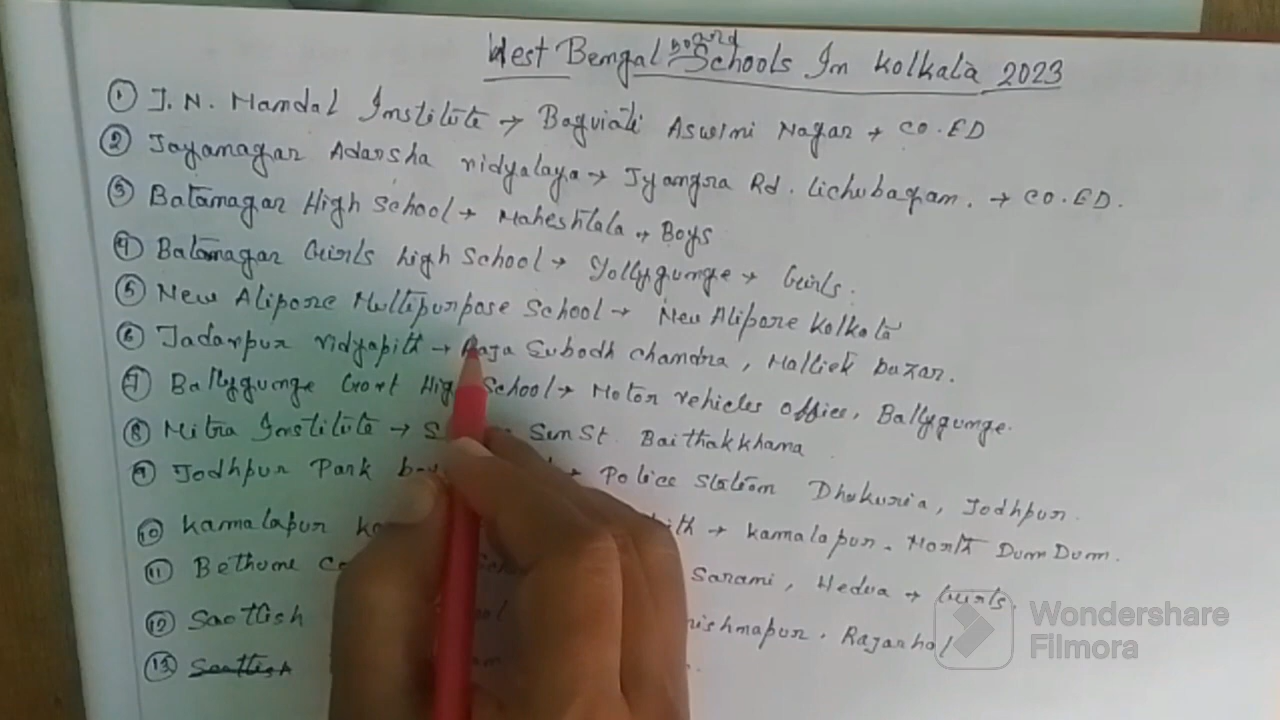 West Bengal Board Schools In Kolkata 2023
① J. N. Mandal Institute → Baguiati Aswini Nagar → CO.ED
② Jayanagar Adarsha Vidyalaya → Jyangra Rd. Lichubagan. → CO.ED.
③ Batanagar High School → Maheshtala → Boys
④ Batanagar Girls high School → Tollygunge → Girls.
⑤ New Alipore Multipurpose School → New Alipore Kolkata
⑥ Jadavpur Vidyapith → Raja Subodh Chandra, Mallick bazar.
⑦ Ballygunge Govt High School → Motor Vehicles office, Ballygunge.
⑧ Mitra Institute → Sen St. Baithakkhana
⑨ Jodhpur Park → Police Station Dhakuria, Jodhpur.
⑩ Kamalapur → Kamalapur. North Dum Dum.
⑪ Bethune Sarani, Hedua → Girls.
⑫ Scottish
⑬
Wondershare
Filmora